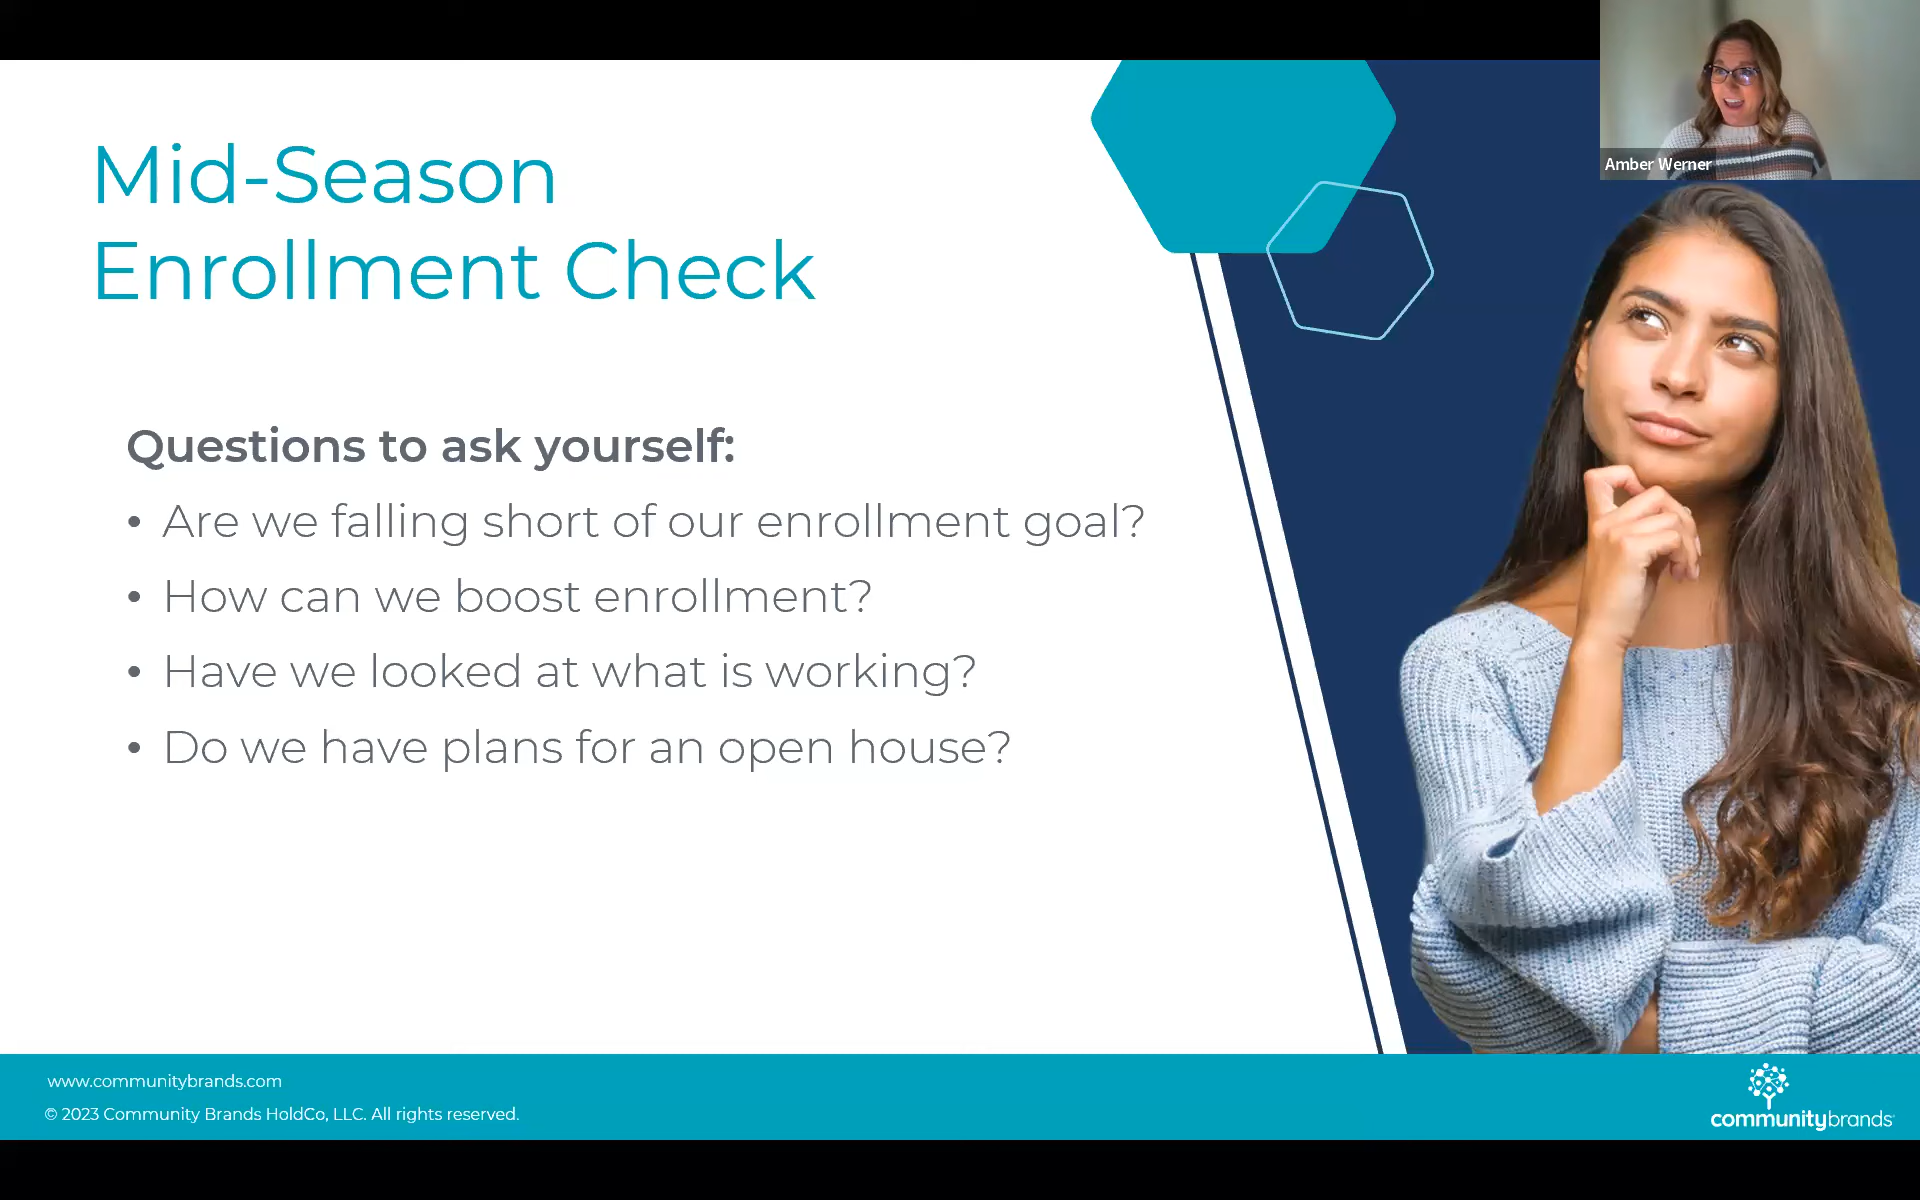 Amber Werner
Mid-Season
Enrollment Check
Questions to ask yourself:
• Are we falling short of our enrollment goal?
• How can we boost enrollment?
• Have we looked at what is working?
• Do we have plans for an open house?
www.communitybrands.com
© 2023 Community Brands HoldCo, LLC. All rights reserved.
communitybrands